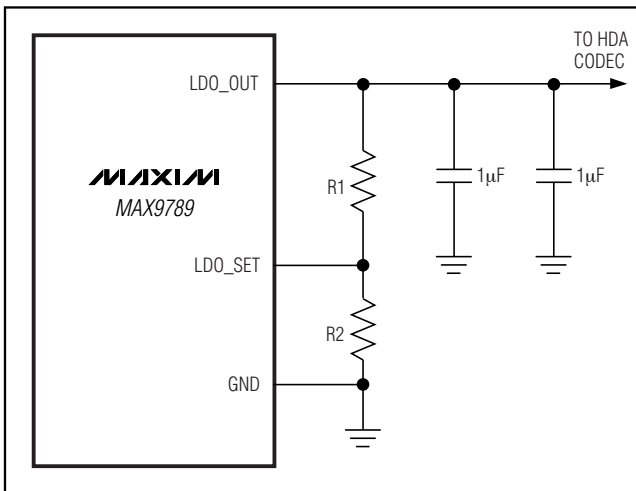 TO HDA
CODEC
LDO_OUT
MAXIM
MAX9789
R1
1μF
1μF
LDO_SET
R2
GND